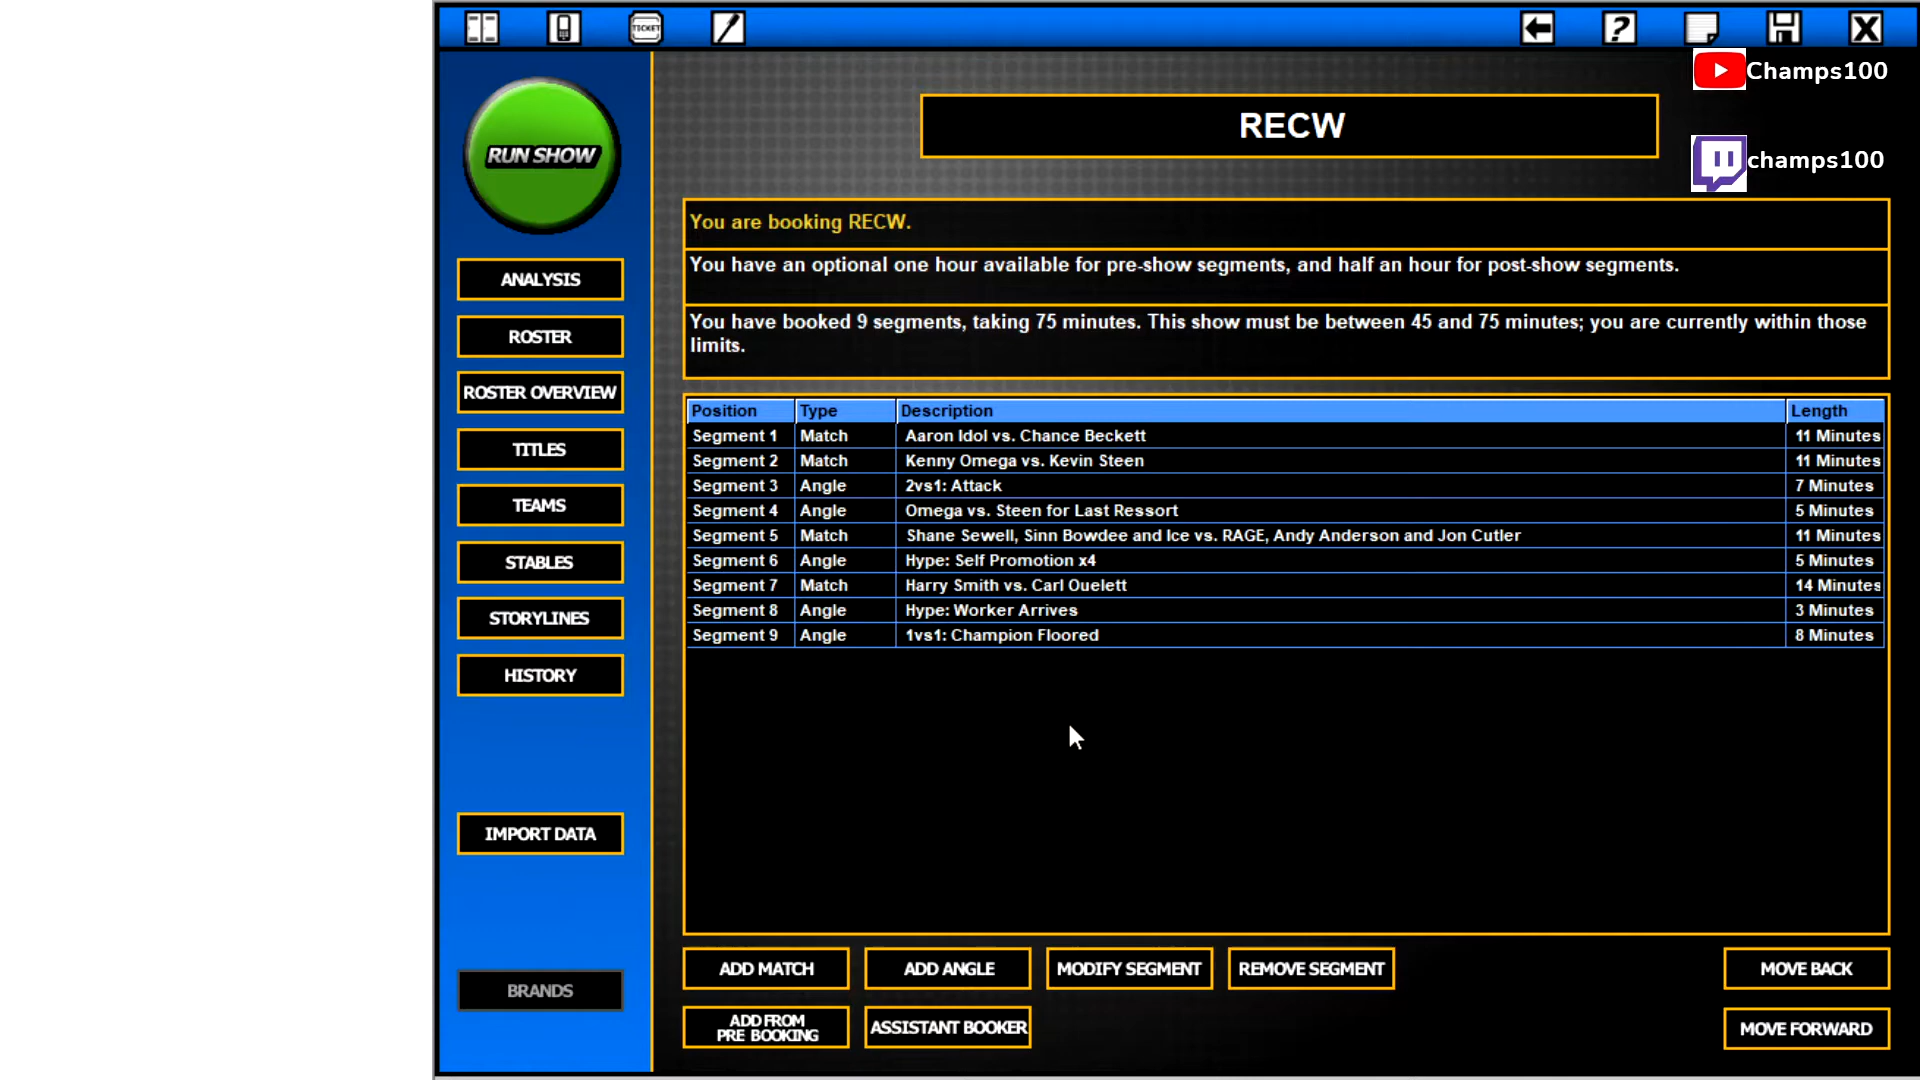 TICKET
Champs100
RECW
champs100
RUN SHOW
You are booking RECW.
You have an optional one hour available for pre-show segments, and half an hour for post-show segments.
You have booked 9 segments, taking 75 minutes. This show must be between 45 and 75 minutes; you are currently within those
limits.
ANALYSIS
ROSTER
ROSTER OVERVIEW
TITLES
TEAMS
STABLES
STORYLINES
HISTORY
IMPORT DATA
BRANDS
Position Type Description Length
Segment 1 Match Aaron Idol vs. Chance Beckett 11 Minutes
Segment 2 Match Kenny Omega vs. Kevin Steen 11 Minutes
Segment 3 Angle 2vs1: Attack 7 Minutes
Segment 4 Angle Omega vs. Steen for Last Ressort 5 Minutes
Segment 5 Match Shane Sewell, Sinn Bowdee and Ice vs. RAGE, Andy Anderson and Jon Cutler 11 Minutes
Segment 6 Angle Hype: Self Promotion x4 5 Minutes
Segment 7 Match Harry Smith vs. Carl Ouelett 14 Minutes
Segment 8 Angle Hype: Worker Arrives 3 Minutes
Segment 9 Angle 1vs1: Champion Floored 8 Minutes
ADD MATCH
ADD ANGLE
MODIFY SEGMENT
REMOVE SEGMENT
MOVE BACK
ADD FROM
PRE BOOKING
ASSISTANT BOOKER
MOVE FORWARD